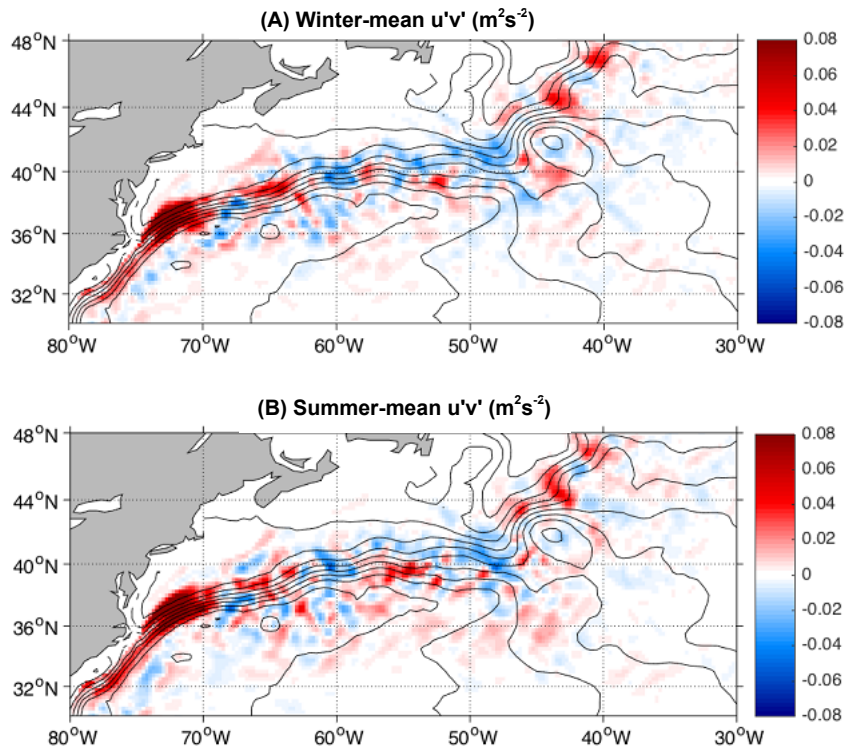 (A) Winter-mean u'v' (m²s⁻²)
48°N
44°N
40°N
36°N
32°N
80°W 70°W 60°W 50°W 40°W 30°W
0.08
0.06
0.04
0.02
0
-0.02
-0.04
-0.06
-0.08
(B) Summer-mean u'v' (m²s⁻²)
48°N
44°N
40°N
36°N
32°N
80°W 70°W 60°W 50°W 40°W 30°W
0.08
0.06
0.04
0.02
0
-0.02
-0.04
-0.06
-0.08